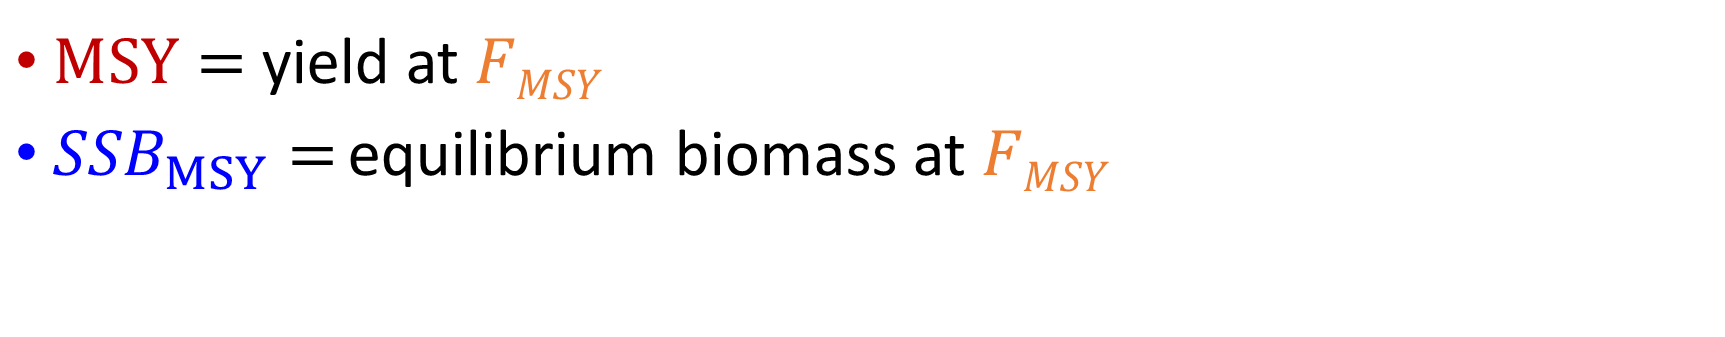 • MSY = yield at F_MSY
• SSB_MSY = equilibrium biomass at F_MSY